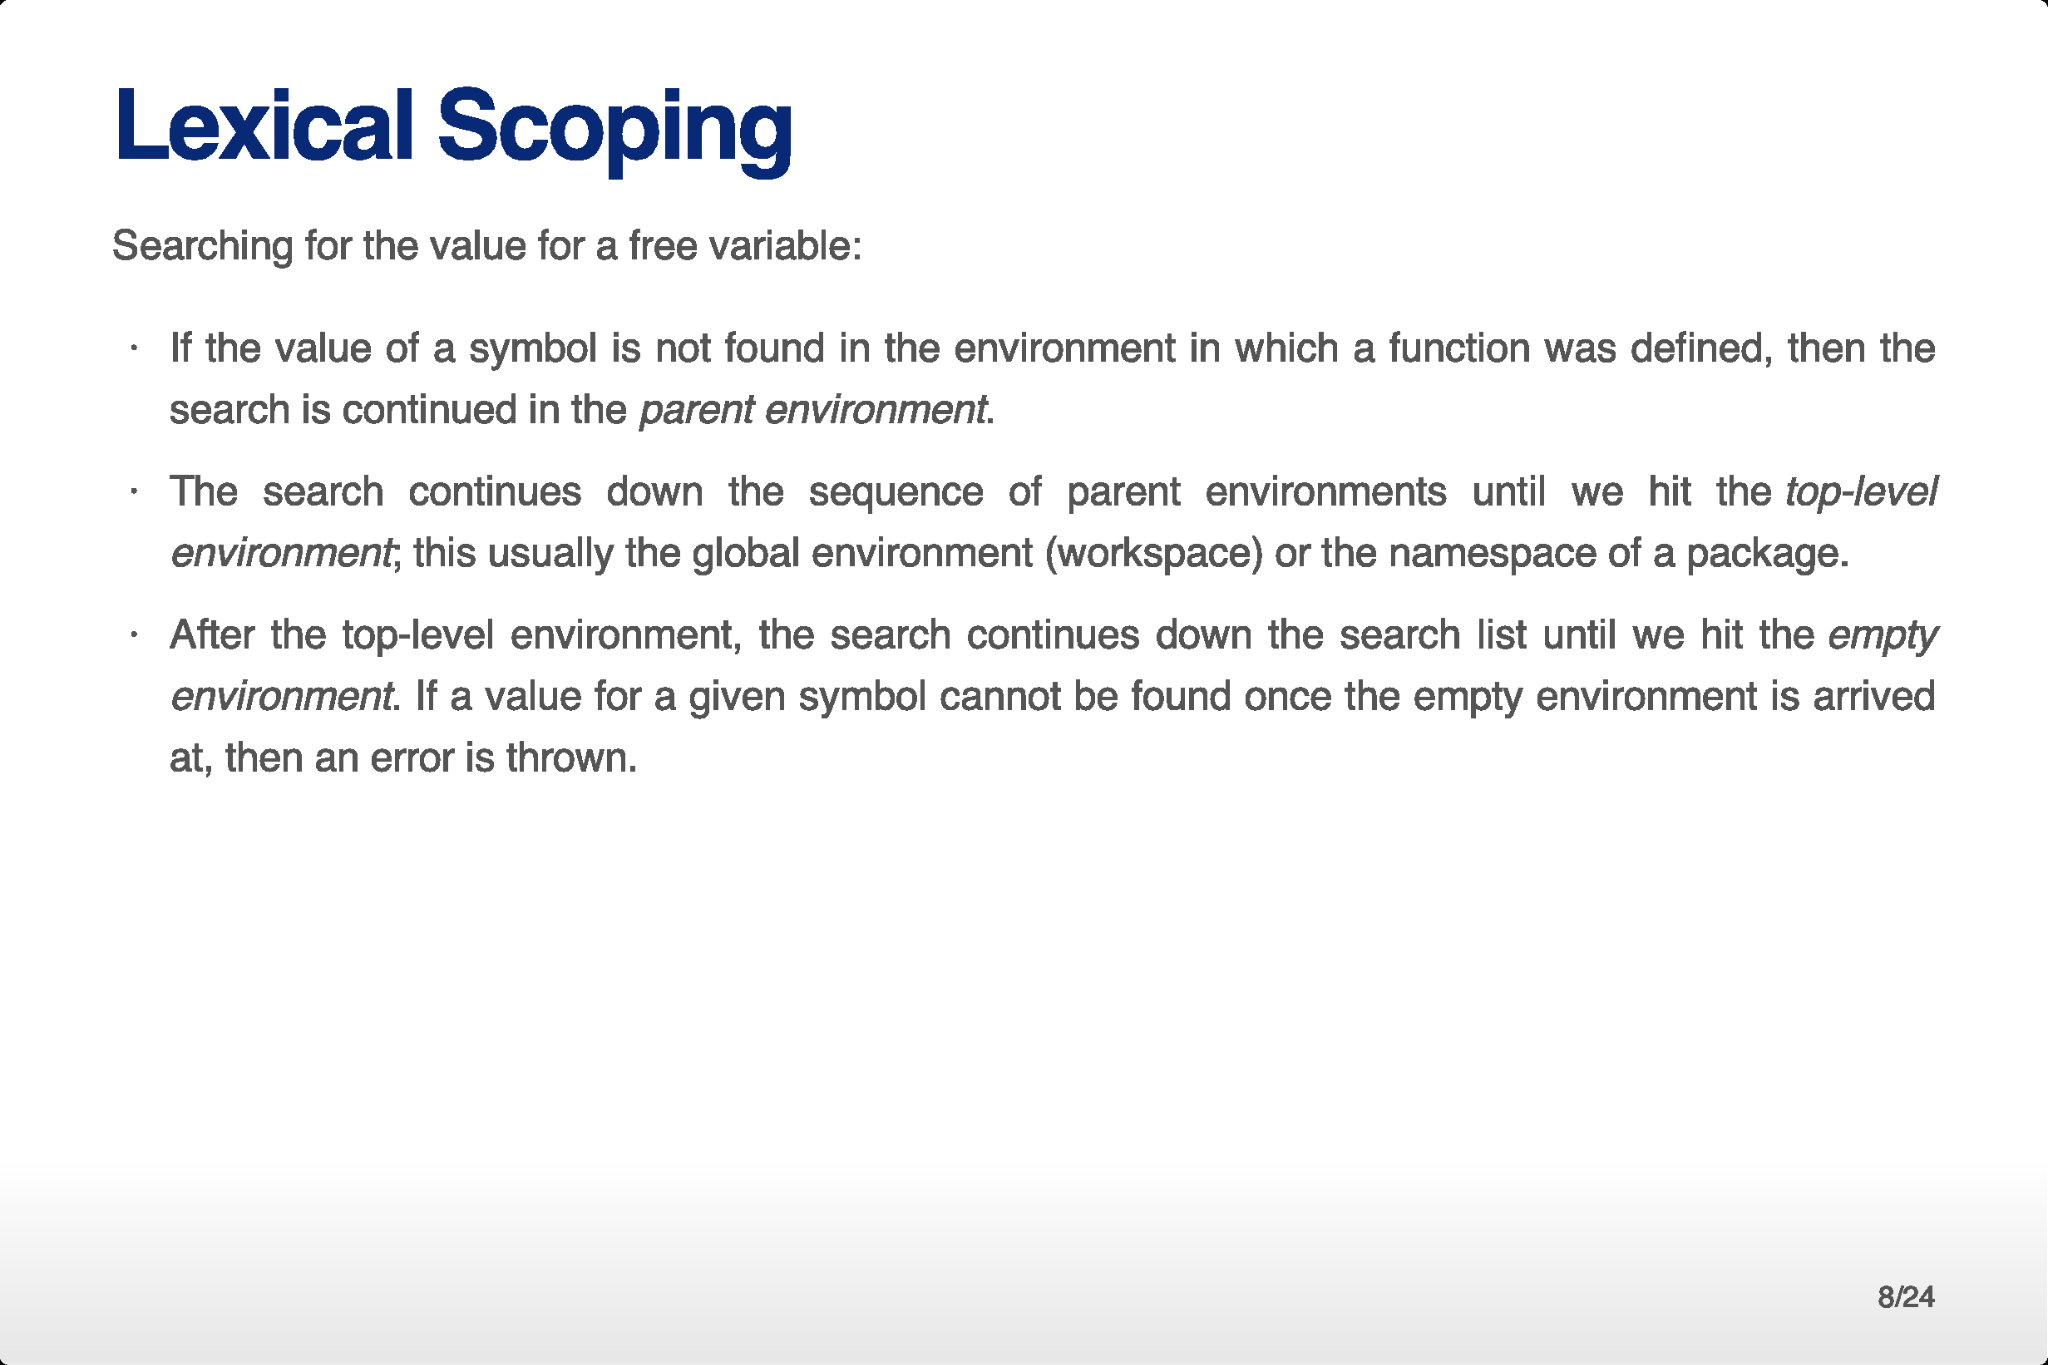 Lexical Scoping
Searching for the value for a free variable:
· If the value of a symbol is not found in the environment in which a function was defined, then the
search is continued in the parent environment.
· The search continues down the sequence of parent environments until we hit the top-level
environment; this usually the global environment (workspace) or the namespace of a package.
· After the top-level environment, the search continues down the search list until we hit the empty
environment. If a value for a given symbol cannot be found once the empty environment is arrived
at, then an error is thrown.
8/24